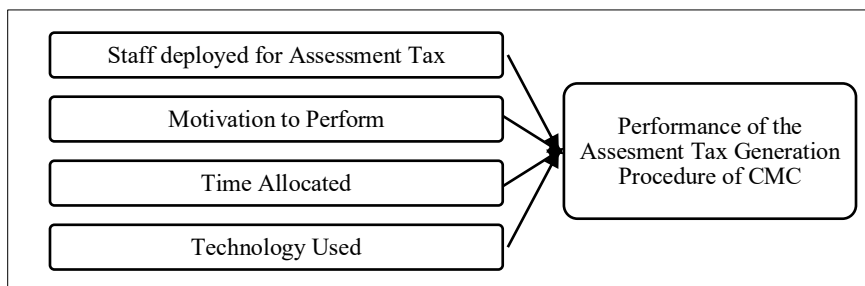 Staff deployed for Assessment Tax
Motivation to Perform
Time Allocated
Technology Used
Performance of the
Assesment Tax Generation
Procedure of CMC